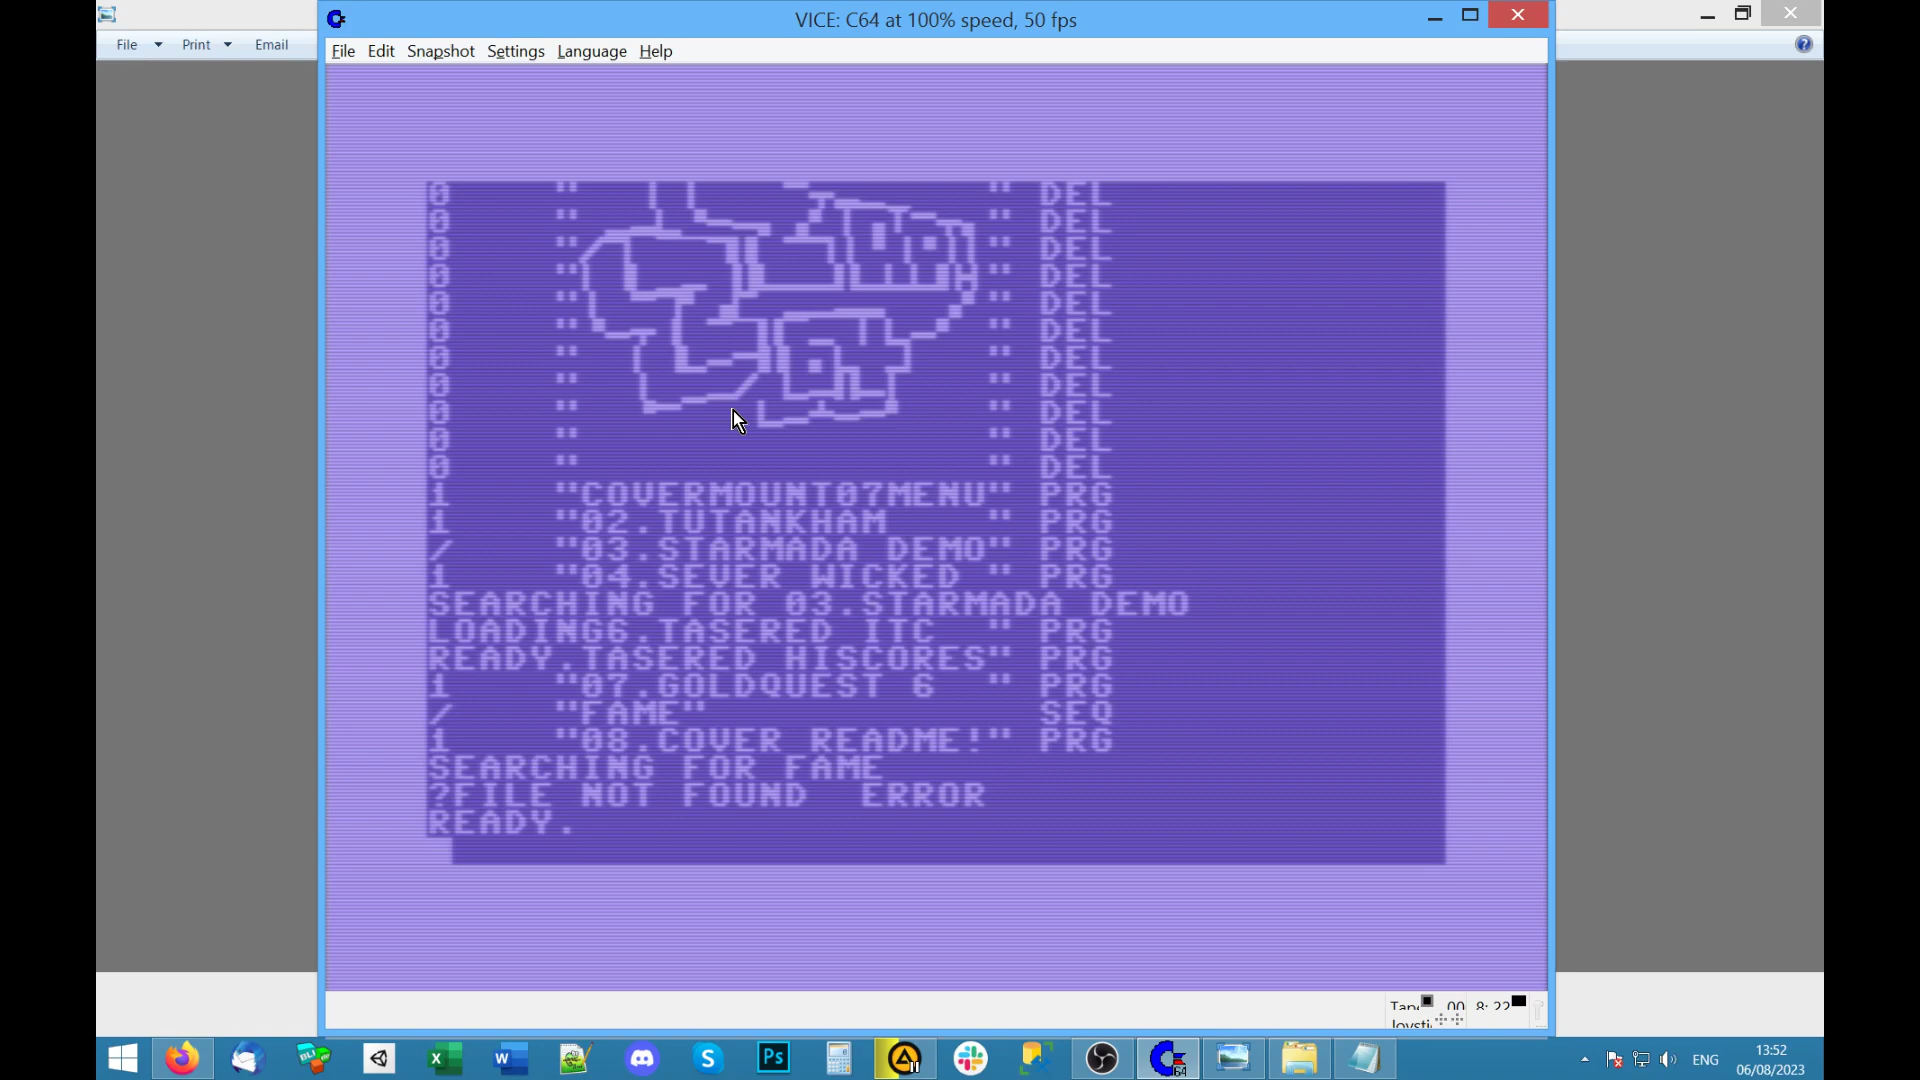 VICE: C64 at 100% speed, 50 fps
File Print Email
File Edit Snapshot Settings Language Help
0 " " DEL
0 " " DEL
0 " " DEL
0 " " DEL
0 " " DEL
0 " " DEL
0 " " DEL
0 " " DEL
0 " " DEL
0 " " DEL
0 " " DEL
1 "COVERMOUNT07MENU" PRG
1 "02.TUTANKHAM " PRG
/ "03.STARMADA DEMO" PRG
1 "04.SEVER WICKED " PRG
SEARCHING FOR 03.STARMADA DEMO
LOADING6.TASERED ITC " PRG
READY.TASERED HISCORES" PRG
1 "07.GOLDQUEST 6 " PRG
/ "FAME" SEQ
1 "08.COVER README!" PRG
SEARCHING FOR FAME
?FILE NOT FOUND ERROR
READY.
00 8: 22
ENG
13:52
06/08/2023